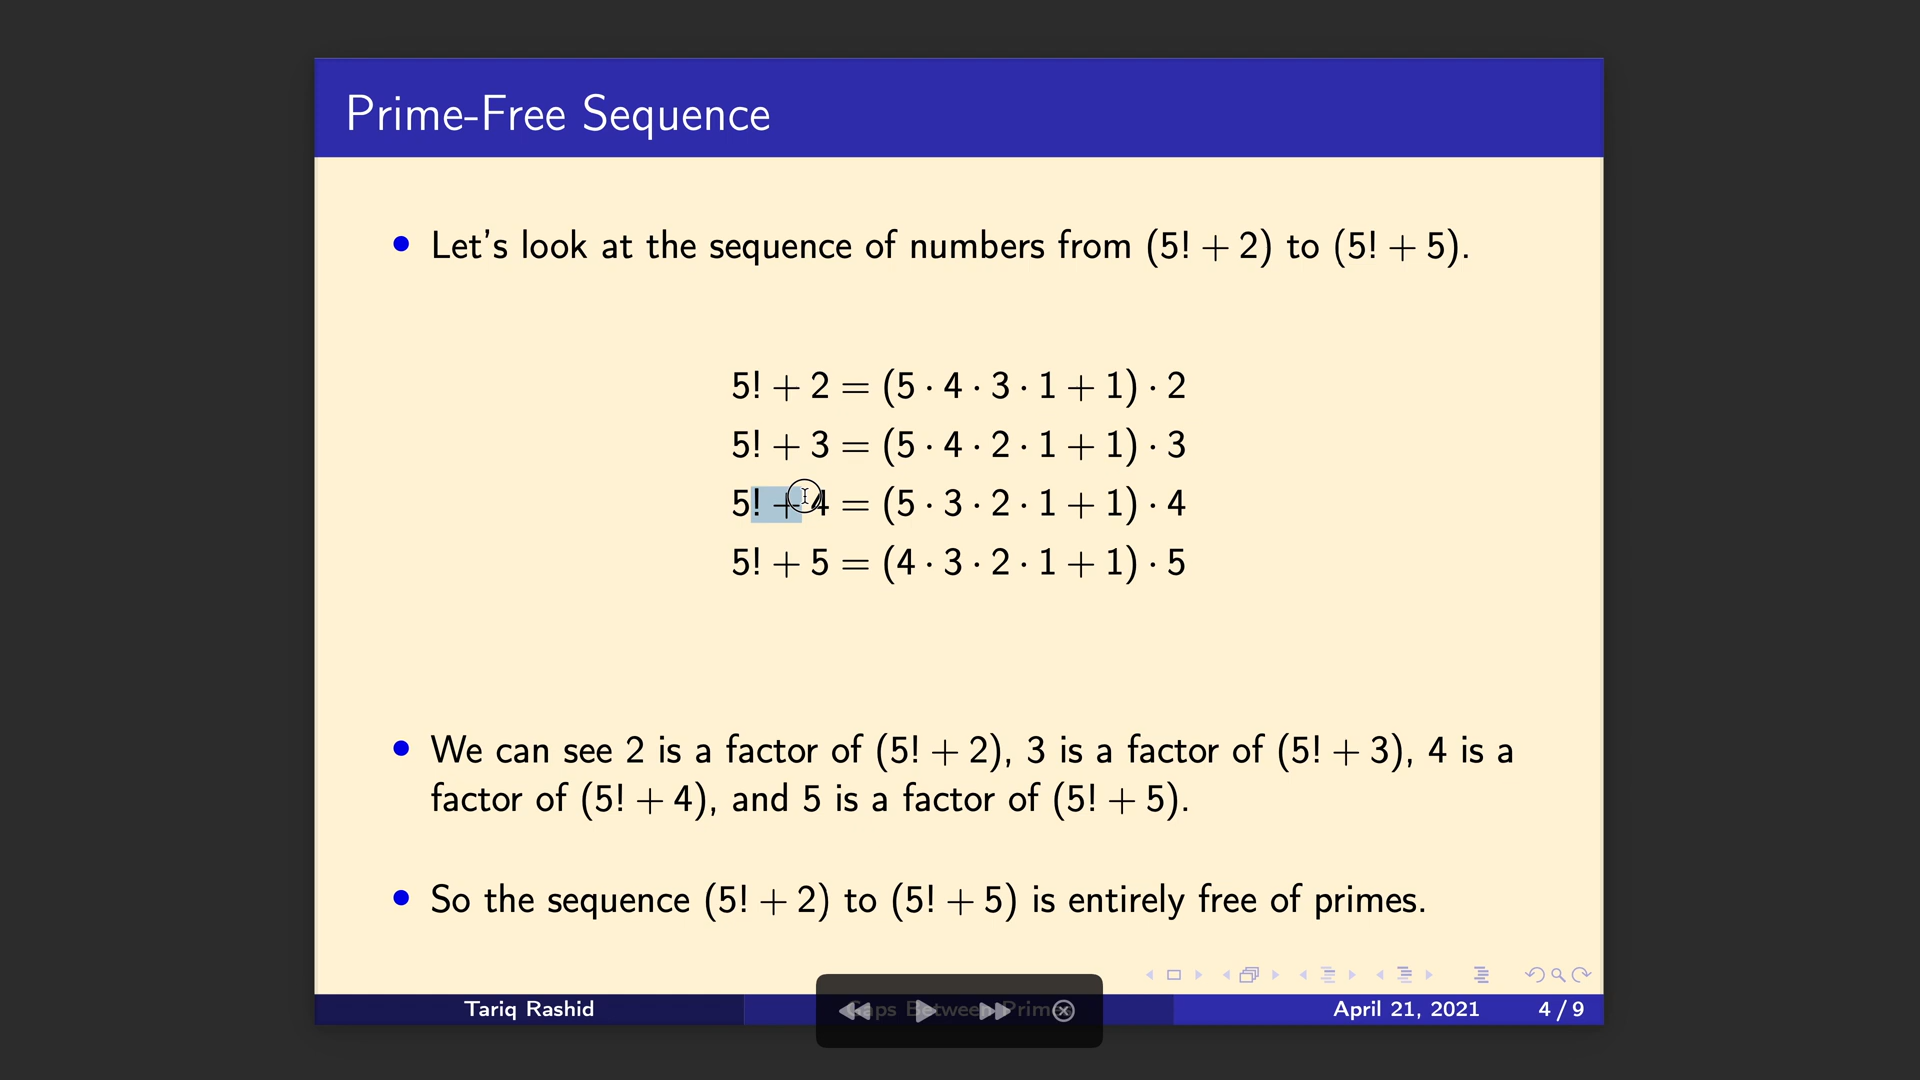 Prime-Free Sequence
• Let's look at the sequence of numbers from (5! + 2) to (5! + 5).
5! + 2 = (5 · 4 · 3 · 1 + 1) · 2
5! + 3 = (5 · 4 · 2 · 1 + 1) · 3
5! + 4 = (5 · 3 · 2 · 1 + 1) · 4
5! + 5 = (4 · 3 · 2 · 1 + 1) · 5
• We can see 2 is a factor of (5! + 2), 3 is a factor of (5! + 3), 4 is a
factor of (5! + 4), and 5 is a factor of (5! + 5).
• So the sequence (5! + 2) to (5! + 5) is entirely free of primes.
Tariq Rashid Gaps Between Primes April 21, 2021 4 / 9